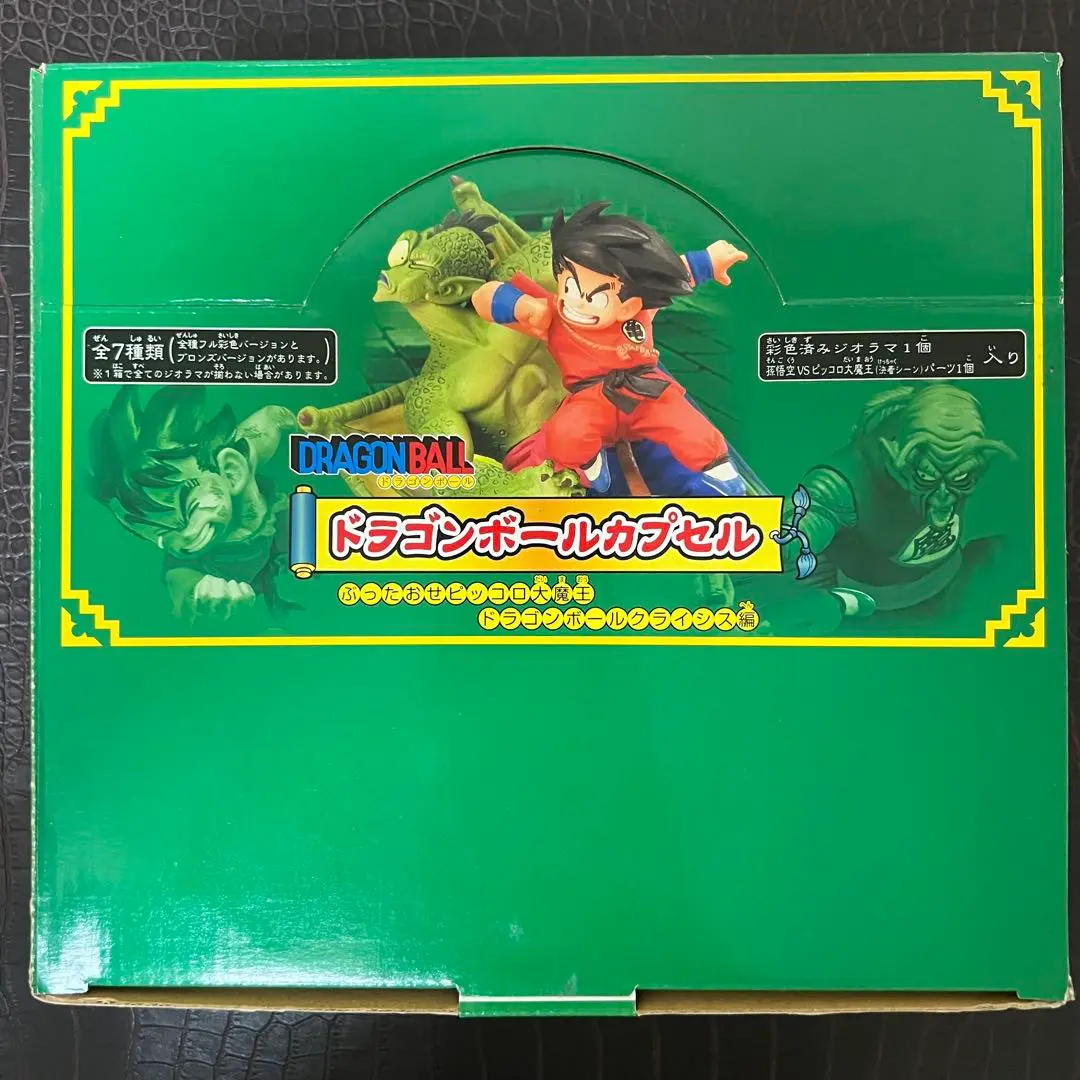 全7種類
(全種フル彩色バージョンと
ブロンズバージョンがあります。)
※1箱で全てのジオラマが揃わない場合があります。
彩色済みジオラマ1個
孫悟空VSピッコロ大魔王(決着シーン)パーツ1個
入り
DRAGON BALL
ドラゴンボール
ドラゴンボールカプセル
ぶったおせピッコロ大魔王
ドラゴンボールクライシス編